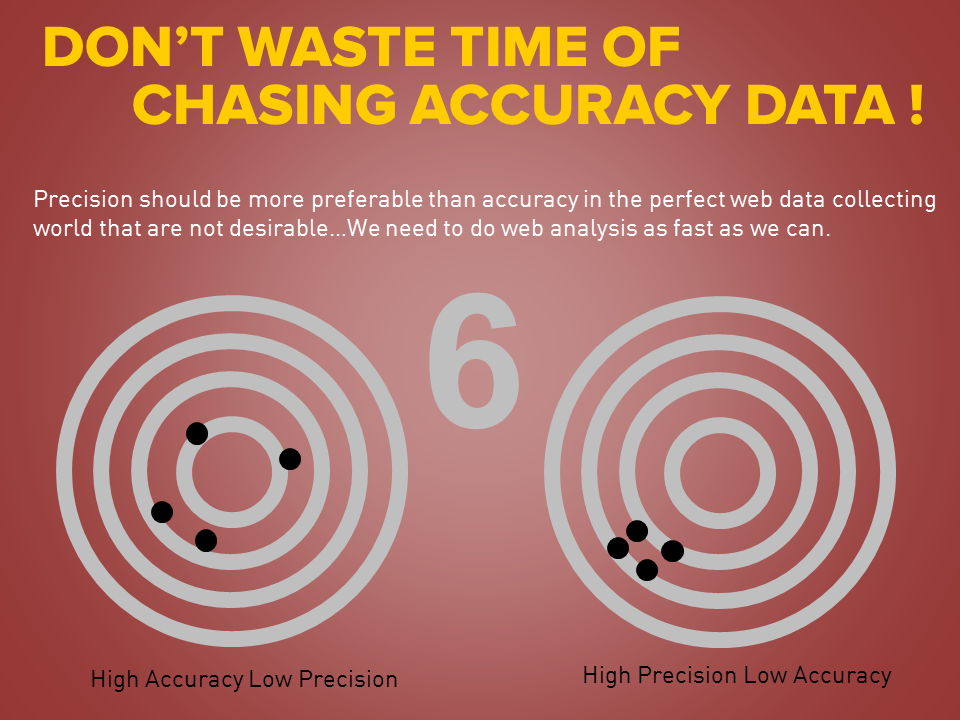 DON’T WASTE TIME OF
CHASING ACCURACY DATA !
Precision should be more preferable than accuracy in the perfect web data collecting
world that are not desirable...We need to do web analysis as fast as we can.
6
High Accuracy Low Precision
High Precision Low Accuracy